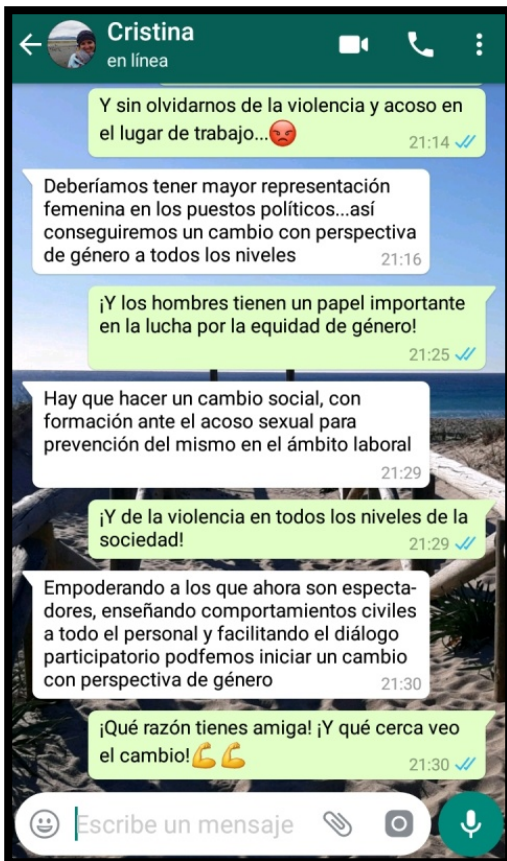 Cristina
en línea
Y sin olvidarnos de la violencia y acoso en
el lugar de trabajo...😡
21:14
Deberíamos tener mayor representación
femenina en los puestos políticos...así
conseguiremos un cambio con perspectiva
de género a todos los niveles
21:16
¡Y los hombres tienen un papel importante
en la lucha por la equidad de género!
21:25
Hay que hacer un cambio social, con
formación ante el acoso sexual para
prevención del mismo en el ámbito laboral
21:29
¡Y de la violencia en todos los niveles de la
sociedad!
21:29
Empoderando a los que ahora son especta-
dores, enseñando comportamientos civiles
a todo el personal y facilitando el diálogo
participatorio podfemos iniciar un cambio
con perspectiva de género
21:30
¡Qué razón tienes amiga! ¡Y qué cerca veo
el cambio!💪💪
21:30
Escribe un mensaje